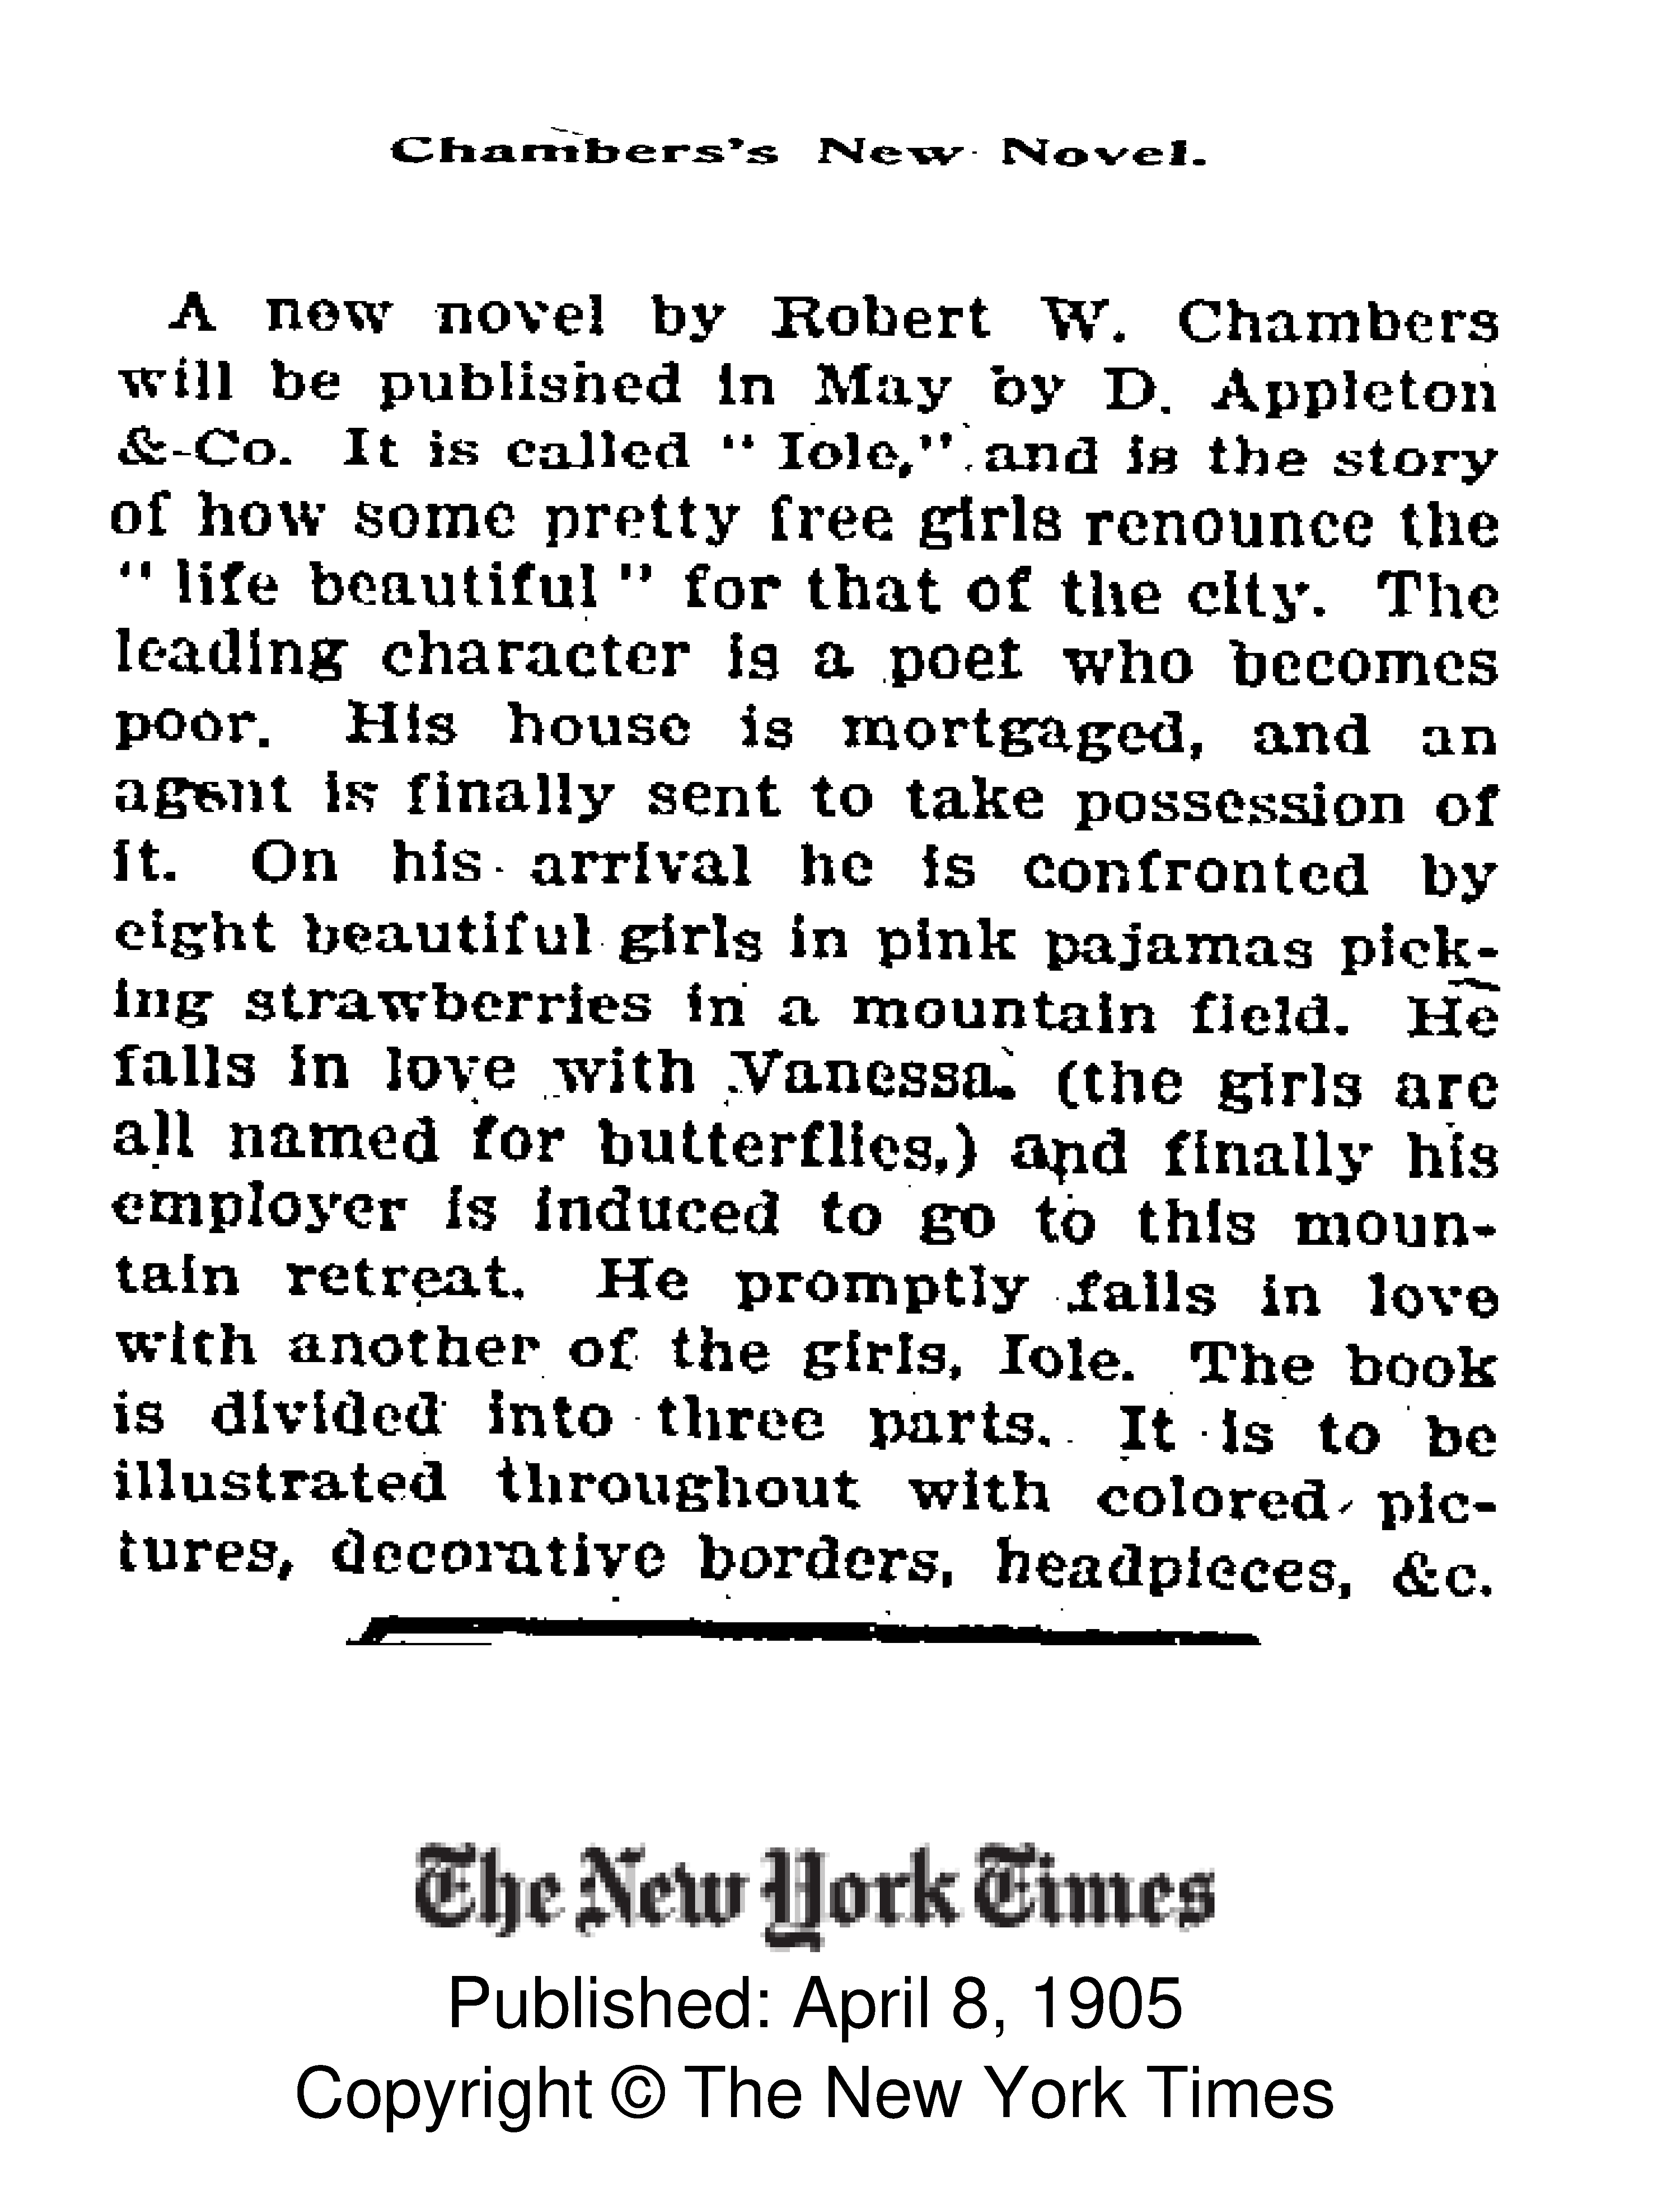 Chambers's New Novel.
A new novel by Robert W. Chambers
will be published in May by D. Appleton
& Co. It is called " Iole," and is the story
of how some pretty free girls renounce the
" life beautiful " for that of the city. The
leading character is a poet who becomes
poor. His house is mortgaged, and an
agent is finally sent to take possession of
it. On his arrival he is confronted by
eight beautiful girls in pink pajamas pick-
ing strawberries in a mountain field. He
falls in love with Vanessa. (the girls are
all named for butterflies,) and finally his
employer is induced to go to this moun-
tain retreat. He promptly falls in love
with another of the girls, Iole. The book
is divided into three parts. It is to be
illustrated throughout with colored pic-
tures, decorative borders, headpieces, &c.
The New York Times
Published: April 8, 1905
Copyright © The New York Times